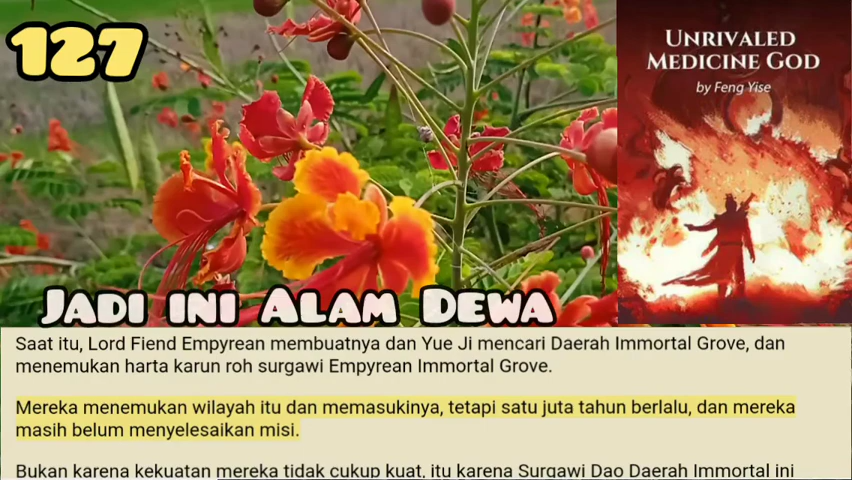 127
UNRIVALED
MEDICINE GOD
by Feng Yise
JADI INI ALAM DEWA
Saat itu, Lord Fiend Empyrean membuatnya dan Yue Ji mencari Daerah Immortal Grove, dan
menemukan harta karun roh surgawi Empyrean Immortal Grove.
Mereka menemukan wilayah itu dan memasukinya, tetapi satu juta tahun berlalu, dan mereka
masih belum menyelesaikan misi.
Bukan karena kekuatan mereka tidak cukup kuat, itu karena Surgawi Dao Daerah Immortal ini